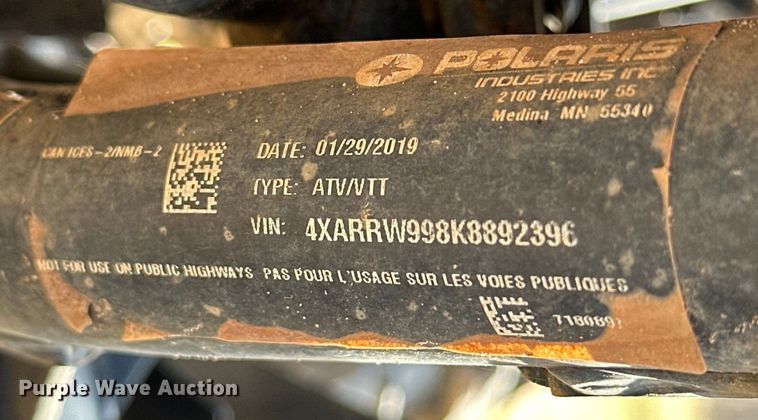 POLARIS
INDUSTRIES INC
2100 Highway 55
Medina MN 55340
CAN ICES-2/NMB-2
DATE: 01/29/2019
TYPE: ATV/VTT
VIN: 4XARRW998K8892396
NOT FOR USE ON PUBLIC HIGHWAYS PAS POUR L'USAGE SUR LES VOIES PUBLIQUES
Purple Wave Auction